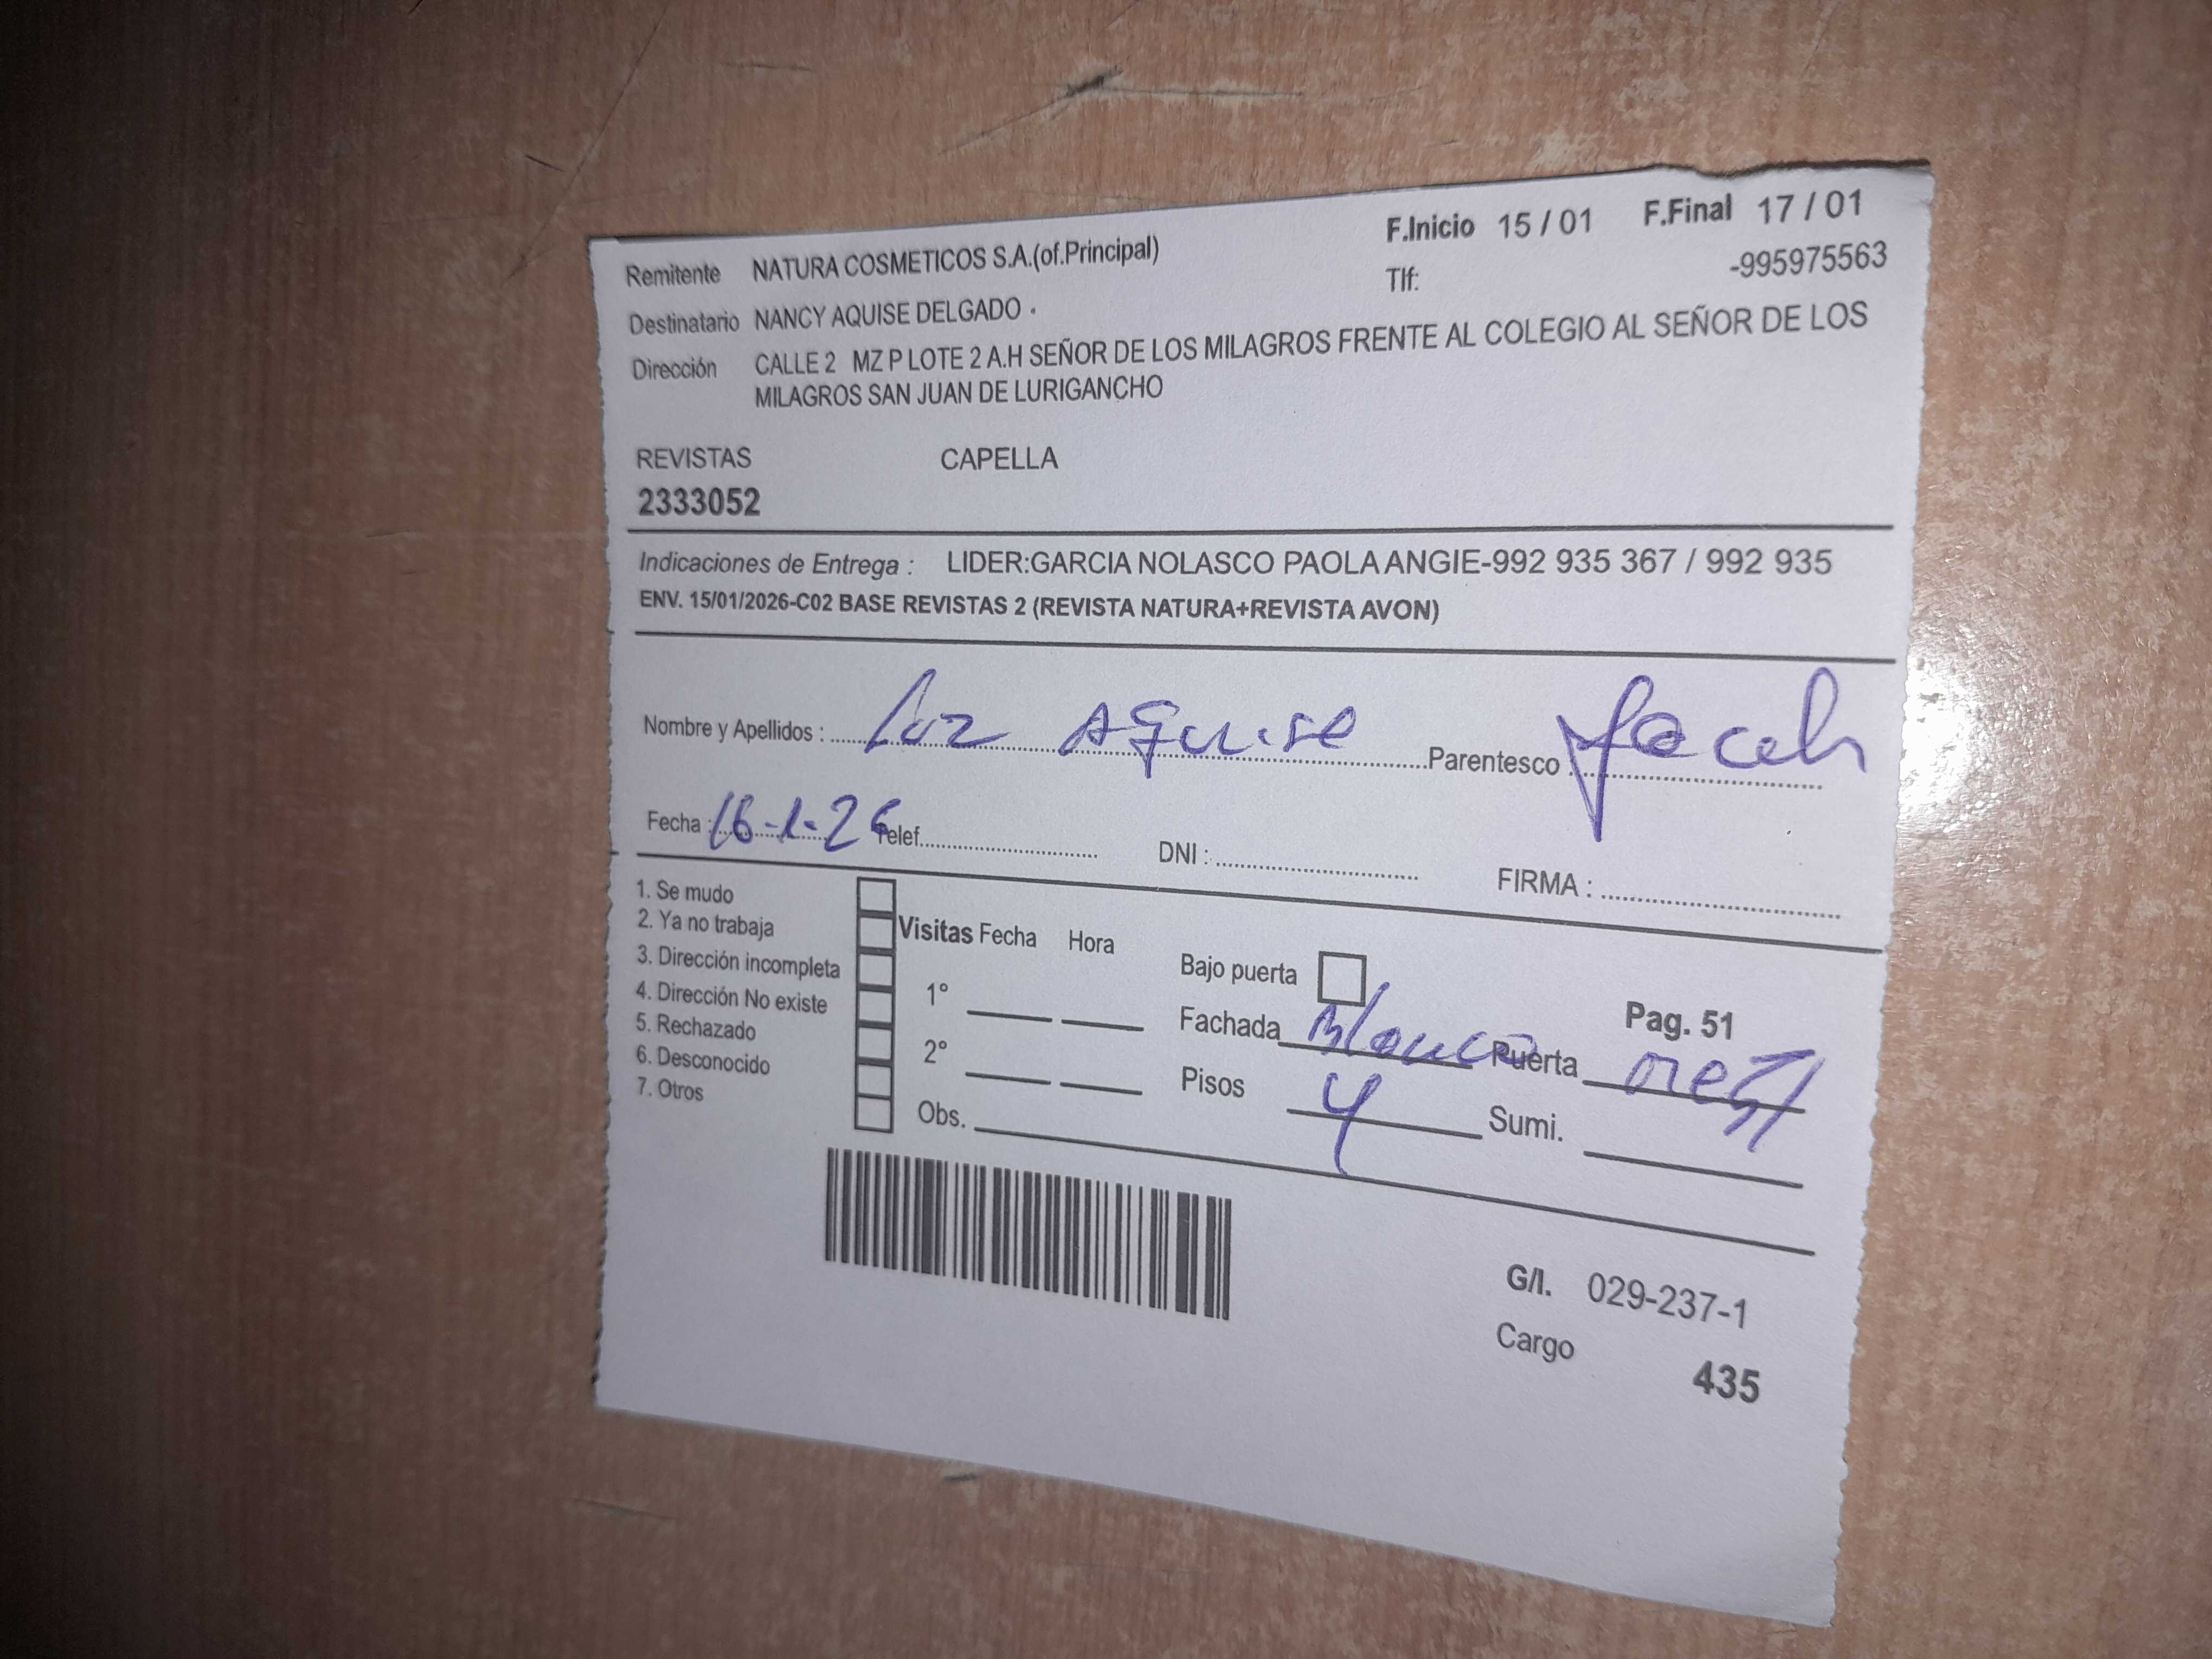 F.Inicio 15 / 01 F.Final 17 / 01
Remitente NATURA COSMETICOS S.A.(of.Principal) Tlf: -995975563
Destinatario NANCY AQUISE DELGADO .
Dirección CALLE 2 MZ P LOTE 2 A.H SEÑOR DE LOS MILAGROS FRENTE AL COLEGIO AL SEÑOR DE LOS
MILAGROS SAN JUAN DE LURIGANCHO
REVISTAS CAPELLA
2333052
Indicaciones de Entrega : LIDER:GARCIA NOLASCO PAOLA ANGIE-992 935 367 / 992 935
ENV. 15/01/2026-C02 BASE REVISTAS 2 (REVISTA NATURA+REVISTA AVON)
Nombre y Apellidos : Luz Aquise Parentesco
Fecha : 16-1-26 Telef. DNI : FIRMA :
1. Se mudo
2. Ya no trabaja
3. Dirección incompleta
4. Dirección No existe
5. Rechazado
6. Desconocido
7. Otros
Visitas Fecha Hora
1°
2°
Obs.
Bajo puerta
Pag. 51
Fachada Blanco Puerta
Pisos 4 Sumi.
G/I. 029-237-1
Cargo 435